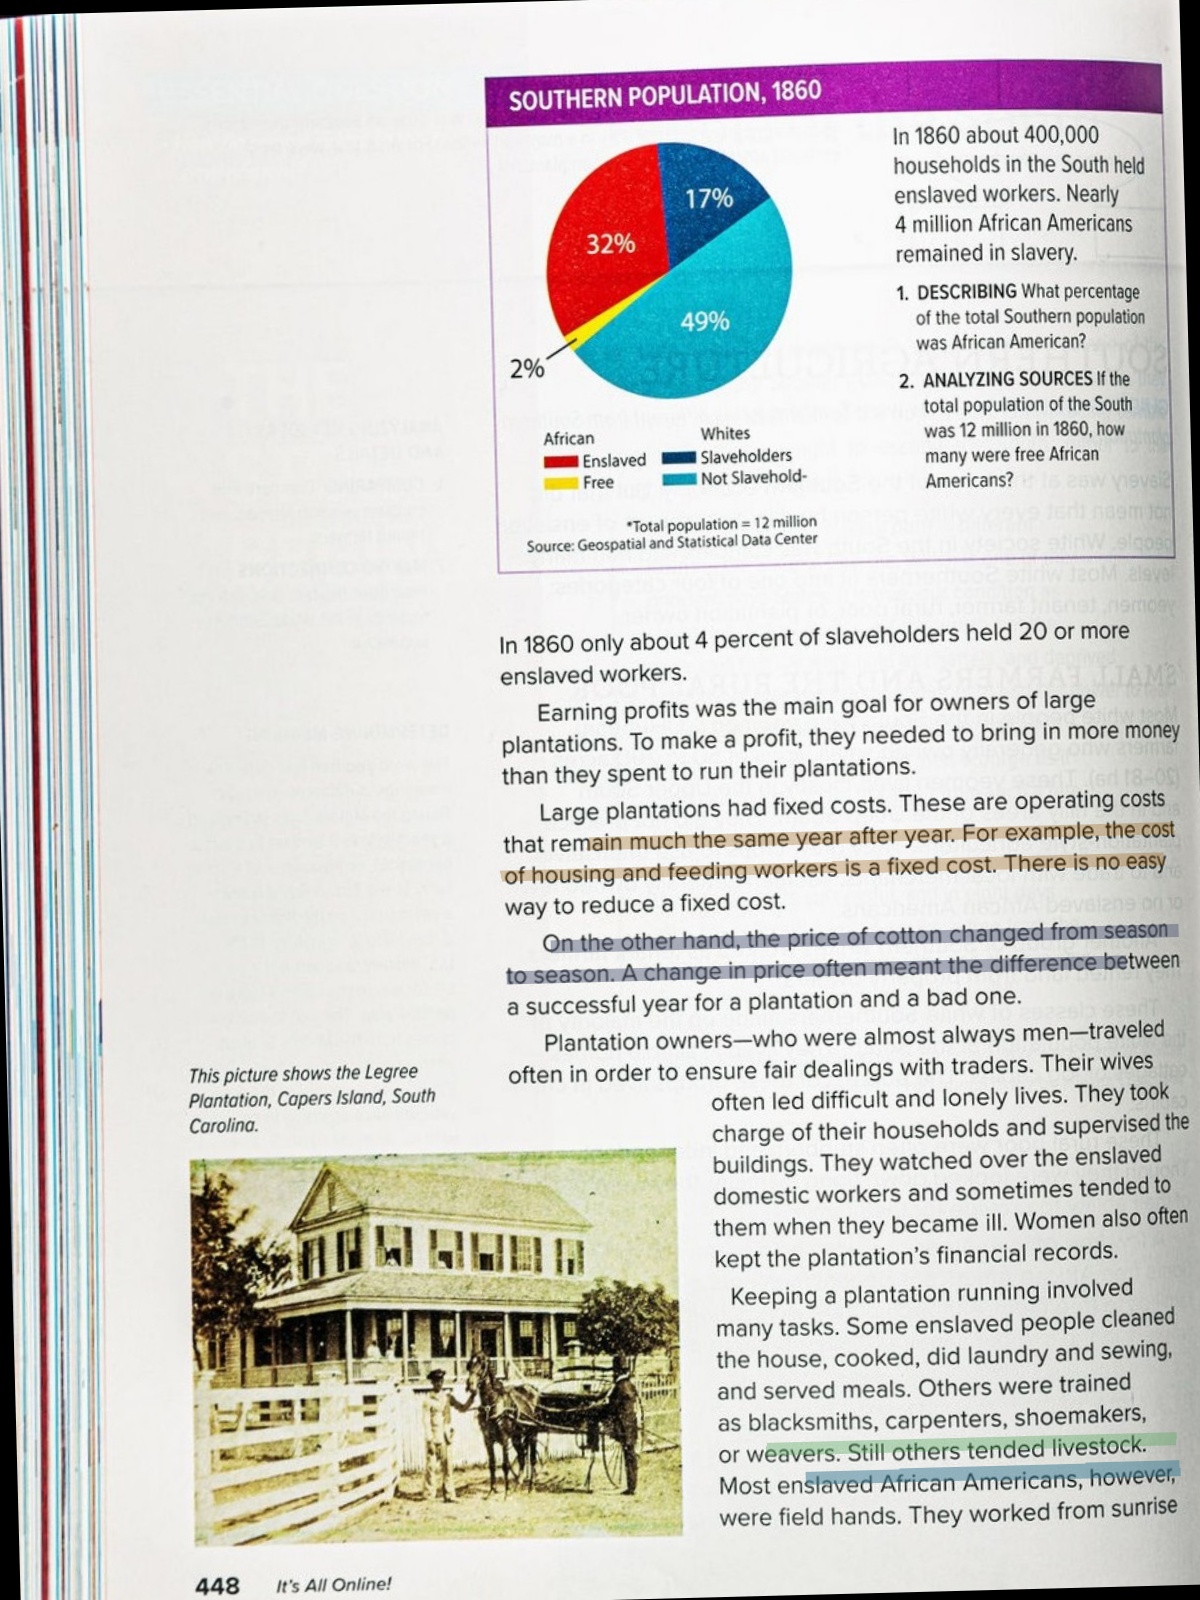 SOUTHERN POPULATION, 1860
17%
32%
49%
2%
African
Enslaved
Free
Whites
Slaveholders
Not Slavehold-
*Total population = 12 million
Source: Geospatial and Statistical Data Center
In 1860 about 400,000
households in the South held
enslaved workers. Nearly
4 million African Americans
remained in slavery.
1. DESCRIBING What percentage
of the total Southern population
was African American?
2. ANALYZING SOURCES If the
total population of the South
was 12 million in 1860, how
many were free African
Americans?
In 1860 only about 4 percent of slaveholders held 20 or more
enslaved workers.
Earning profits was the main goal for owners of large
plantations. To make a profit, they needed to bring in more money
than they spent to run their plantations.
Large plantations had fixed costs. These are operating costs
that remain much the same year after year. For example, the cost
of housing and feeding workers is a fixed cost. There is no easy
way to reduce a fixed cost.
On the other hand, the price of cotton changed from season
to season. A change in price often meant the difference between
a successful year for a plantation and a bad one.
Plantation owners—who were almost always men—traveled
often in order to ensure fair dealings with traders. Their wives
often led difficult and lonely lives. They took
charge of their households and supervised the
buildings. They watched over the enslaved
domestic workers and sometimes tended to
them when they became ill. Women also often
kept the plantation's financial records.
Keeping a plantation running involved
many tasks. Some enslaved people cleaned
the house, cooked, did laundry and sewing,
and served meals. Others were trained
as blacksmiths, carpenters, shoemakers,
or weavers. Still others tended livestock.
Most enslaved African Americans, however,
were field hands. They worked from sunrise
This picture shows the Legree
Plantation, Capers Island, South
Carolina.
448 It's All Online!